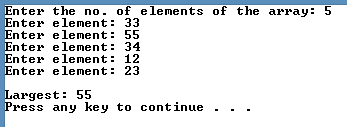 Enter the no. of elements of the array: 5
Enter element: 33
Enter element: 55
Enter element: 34
Enter element: 12
Enter element: 23

Largest: 55
Press any key to continue . . .